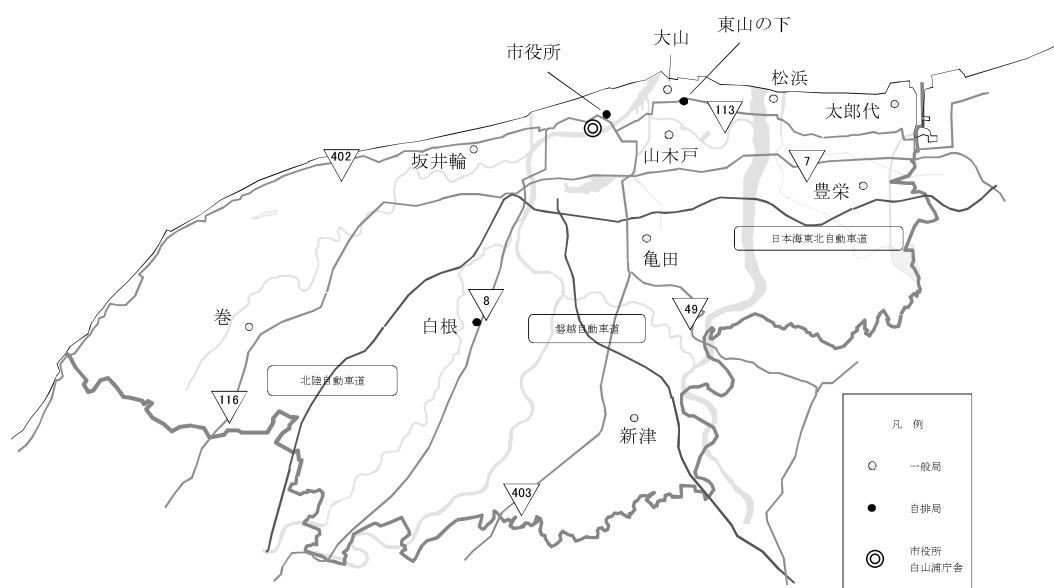 東山の下
大山
市役所
松浜
太郎代
113
402
坂井輪
山木戸
7
豊栄
日本海東北自動車道
亀田
8
49
巻
白根
磐越自動車道
北陸自動車道
116
新津
403
凡 例
一般局
自排局
市役所
白山浦庁舎